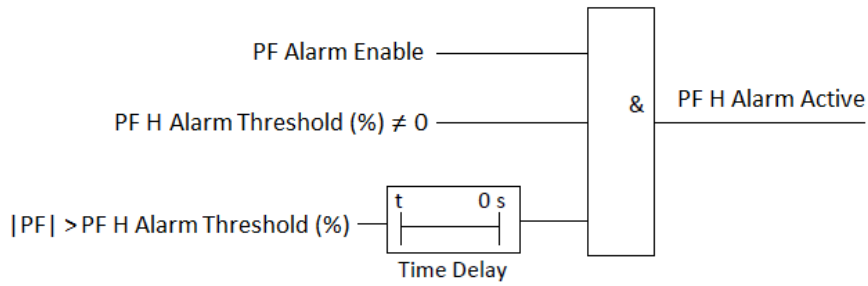 PF Alarm Enable
PF H Alarm Threshold (%) ≠ 0
&
PF H Alarm Active
|PF| > PF H Alarm Threshold (%)
t
0 s
Time Delay